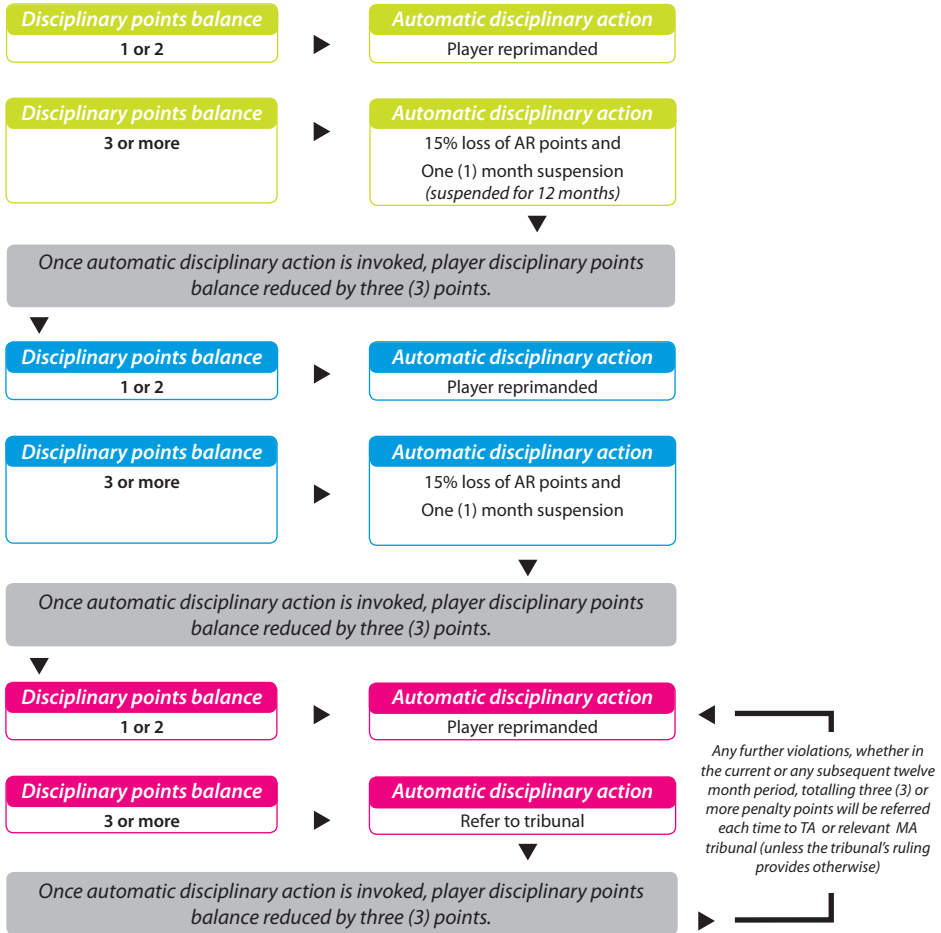 Disciplinary points balance
1 or 2
Automatic disciplinary action
Player reprimanded
Disciplinary points balance
3 or more
Automatic disciplinary action
15% loss of AR points and
One (1) month suspension
(suspended for 12 months)
Once automatic disciplinary action is invoked, player disciplinary points
balance reduced by three (3) points.
Disciplinary points balance
1 or 2
Automatic disciplinary action
Player reprimanded
Disciplinary points balance
3 or more
Automatic disciplinary action
15% loss of AR points and
One (1) month suspension
Once automatic disciplinary action is invoked, player disciplinary points
balance reduced by three (3) points.
Disciplinary points balance
1 or 2
Automatic disciplinary action
Player reprimanded
Disciplinary points balance
3 or more
Automatic disciplinary action
Refer to tribunal
Any further violations, whether in
the current or any subsequent twelve
month period, totalling three (3) or
more penalty points will be referred
each time to TA or relevant MA
tribunal (unless the tribunal's ruling
provides otherwise)
Once automatic disciplinary action is invoked, player disciplinary points
balance reduced by three (3) points.